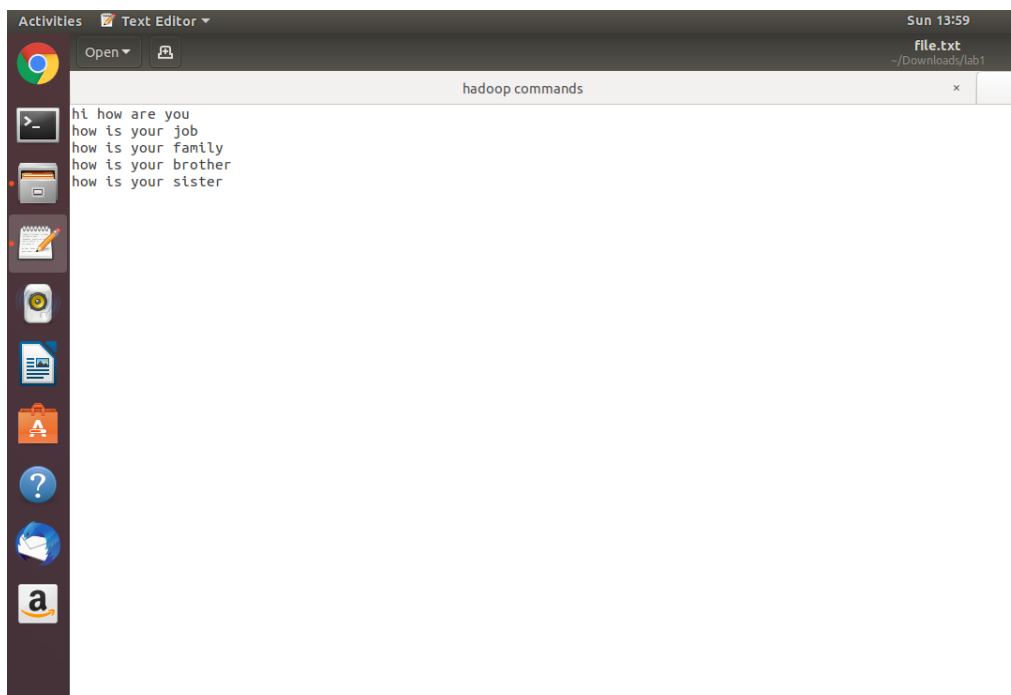 Activities Text Editor Sun 13:59
Open file.txt
~/Downloads/lab1
hadoop commands ×
hi how are you
how is your job
how is your family
how is your brother
how is your sister
>_
A
?
a